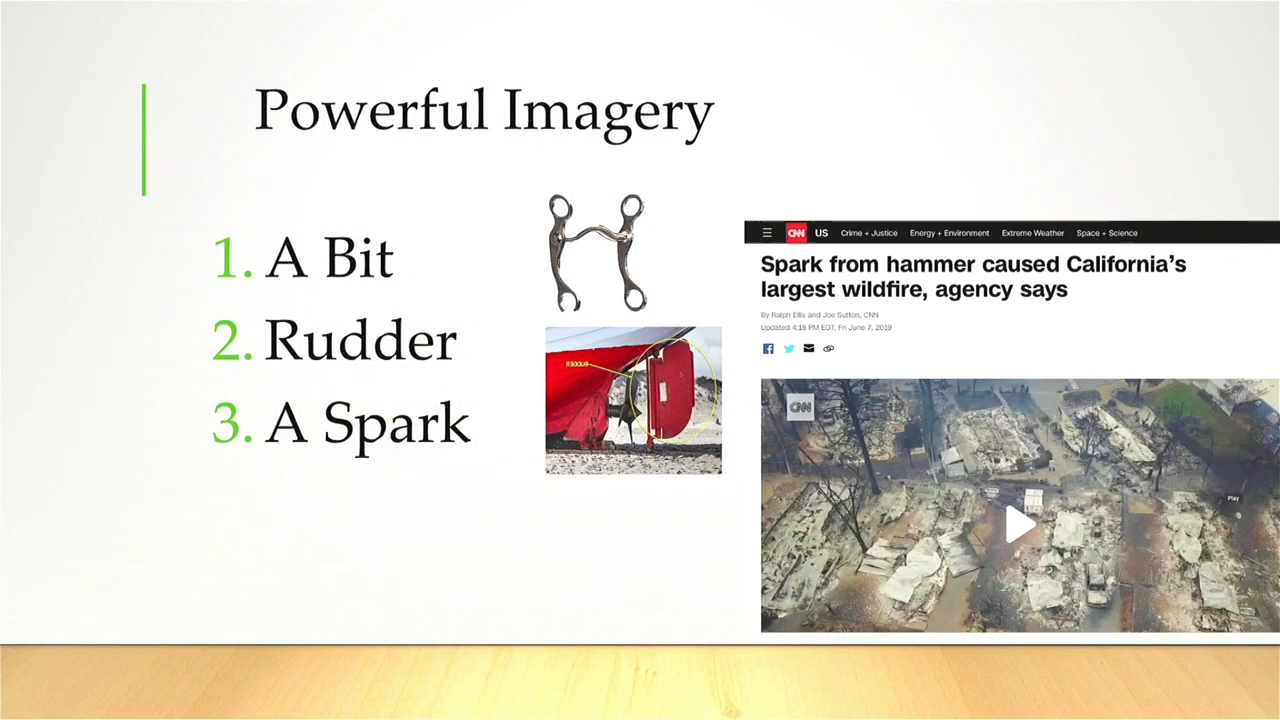 Powerful Imagery
1. A Bit
2. Rudder
3. A Spark
RUDDER
CNN US Crime + Justice Energy + Environment Extreme Weather Space + Science
Spark from hammer caused California's
largest wildfire, agency says
By Ralph Ellis and Joe Sutton, CNN
Updated 4:18 PM EDT, Fri June 7, 2019
CNN
Play